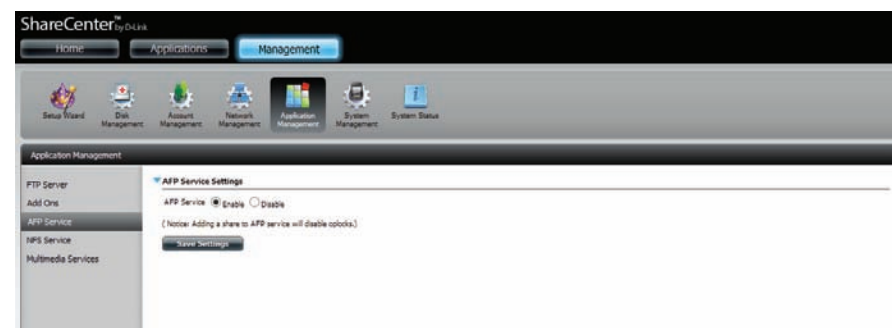 ShareCenter™ by D-Link
Home Applications Management
Setup Wizard Disk Management Account Management Network Management Application Management System Management System Status
Application Management
FTP Server
Add Ons
AFP Service
NFS Service
Multimedia Services
AFP Service Settings
AFP Service Enable Disable
( Notice: Adding a share to AFP service will disable oplocks.)
Save Settings